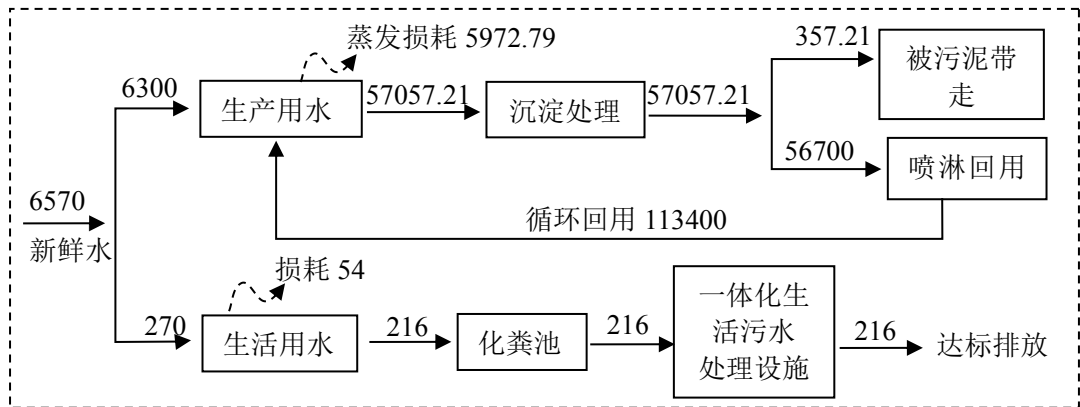 蒸发损耗 5972.79
357.21
被污泥带
走
6300
生产用水
57057.21
沉淀处理
57057.21
56700
喷淋回用
6570
新鲜水
循环回用 113400
损耗 54
270
生活用水
216
化粪池
216
一体化生
活污水
处理设施
216
达标排放